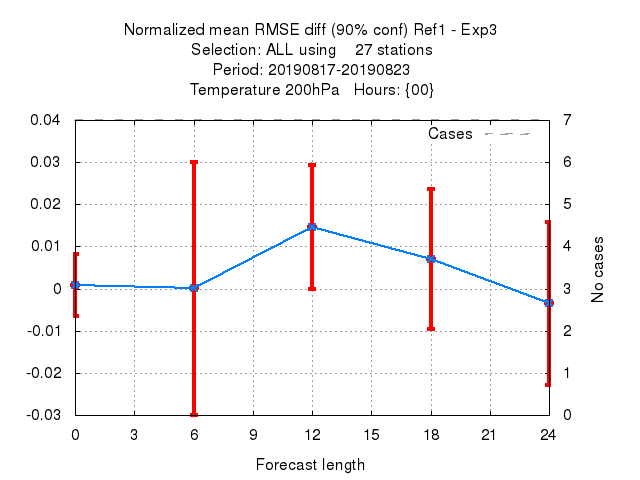 Normalized mean RMSE diff (90% conf) Ref1 - Exp3
Selection: ALL using    27 stations
Period: 20190817-20190823
Temperature 200hPa   Hours: {00}
Cases
0.04
0.04
0.02
0.01
0
-0.01
-0.02
-0.03
7
6
5
4
3
2
1
0
No cases
0 3 6 9 12 15 18 21 24
Forecast length